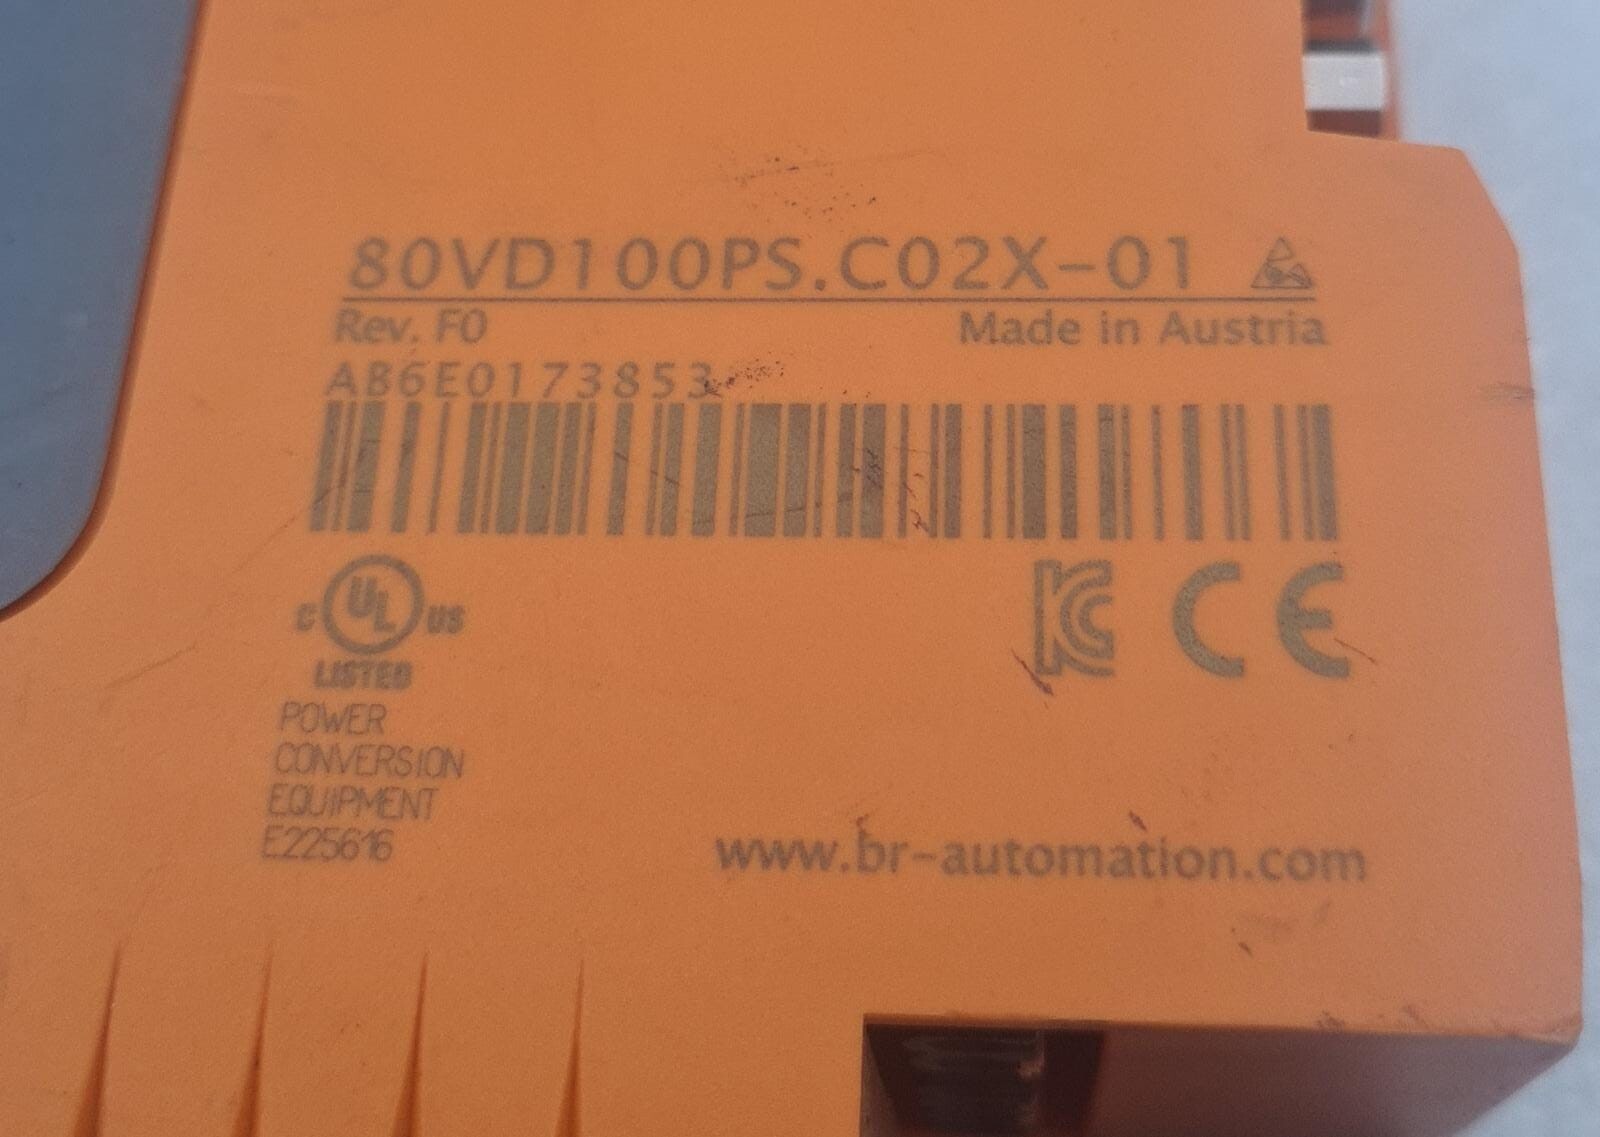 80VD100PS.C02X-01
Rev. F0 Made in Austria
AB6E0173853
C UL US
LISTED
KC CE
POWER
CONVERSION
EQUIPMENT
E225616
www.br-automation.com